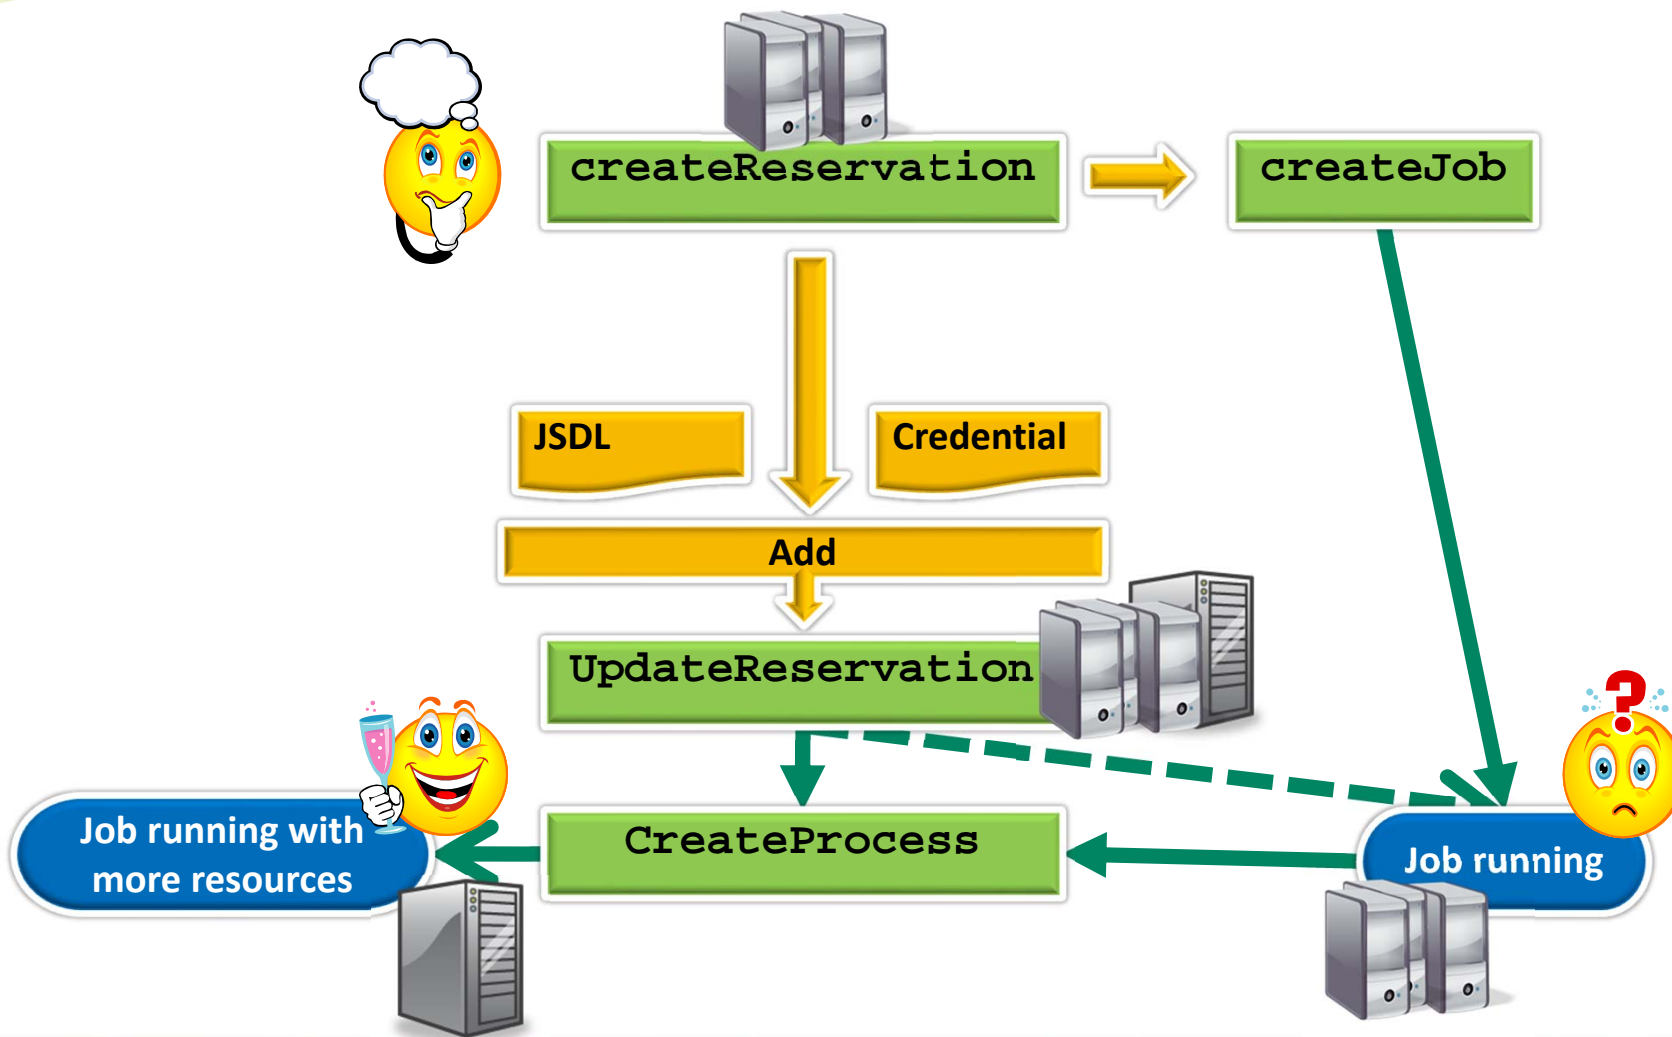 createReservation
createJob
JSDL
Credential
Add
UpdateReservation
?
Job running with
more resources
CreateProcess
Job running